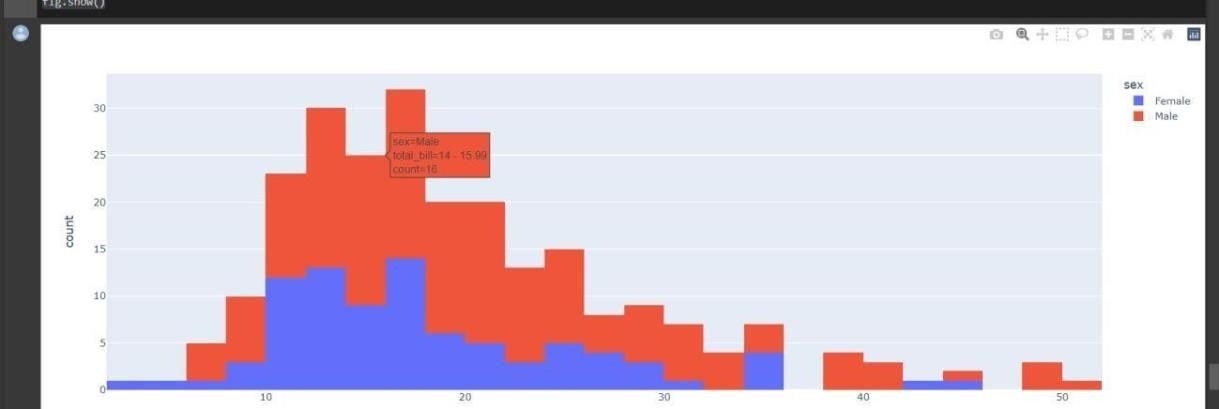 fig.show()
sex
Female
Male
30
25
20
15
10
5
0
count
sex=Male
total_bill=14 - 15.99
count=16
10
20
30
40
50